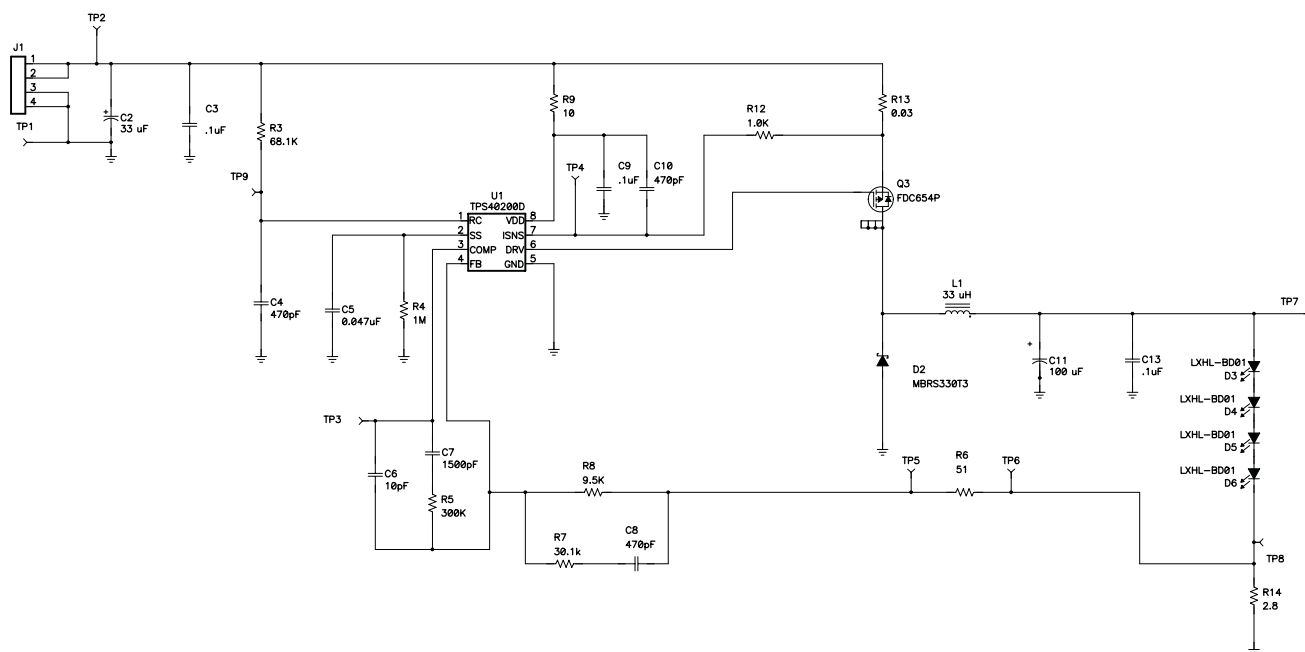 TP2
J1
1
2
3
4
TP1
C2
33 uF
C3
.1uF
R3
68.1K
TP9
R9
10
C9
.1uF
C10
470pF
TP4
R12
1.0K
R13
0.03
Q3
FDC654P
U1
TPS40200D
1 RC VDD 8
2 SS ISNS 7
3 COMP DRV 6
4 FB GND 5
C4
470pF
C5
0.047uF
R4
1M
L1
33 uH
TP7
D2
MBRS330T3
+
C11
100 uF
C13
.1uF
LXHL-BD01
D3
LXHL-BD01
D4
LXHL-BD01
D5
LXHL-BD01
D6
TP3
C6
10pF
C7
1500pF
R5
300K
R8
9.5K
R7
30.1k
C8
470pF
TP5
R6
51
TP6
TP8
R14
2.8